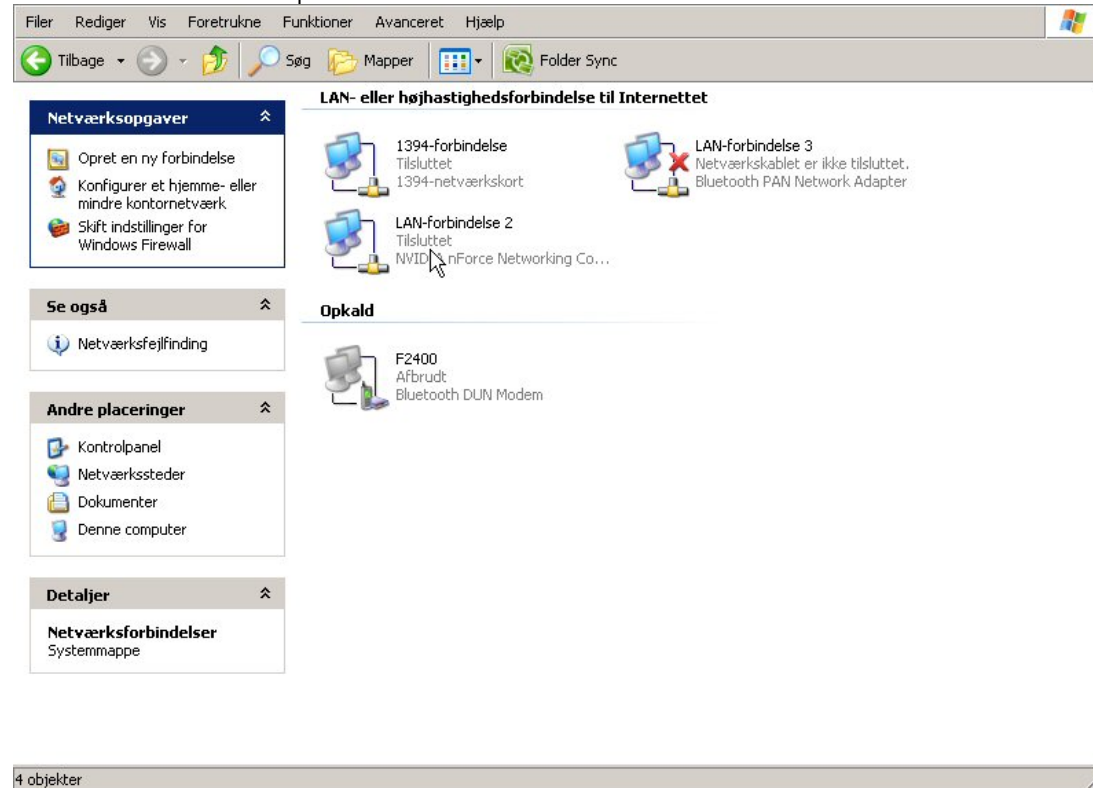 Filer Rediger Vis Foretrukne Funktioner Avanceret Hjælp
Tilbage Søg Mapper Folder Sync
Netværksopgaver
Opret en ny forbindelse
Konfigurer et hjemme- eller
mindre kontornetværk
Skift indstillinger for
Windows Firewall
Se også
Netværksfejlfinding
Andre placeringer
Kontrolpanel
Netværkssteder
Dokumenter
Denne computer
Detaljer
Netværksforbindelser
Systemmappe
LAN- eller højhastighedsforbindelse til Internettet
1394-forbindelse
Tilsluttet
1394-netværkskort
LAN-forbindelse 3
Netværkskablet er ikke tilsluttet.
Bluetooth PAN Network Adapter
LAN-forbindelse 2
Tilsluttet
NVIDIA nForce Networking Co...
Opkald
F2400
Afbrudt
Bluetooth DUN Modem
4 objekter